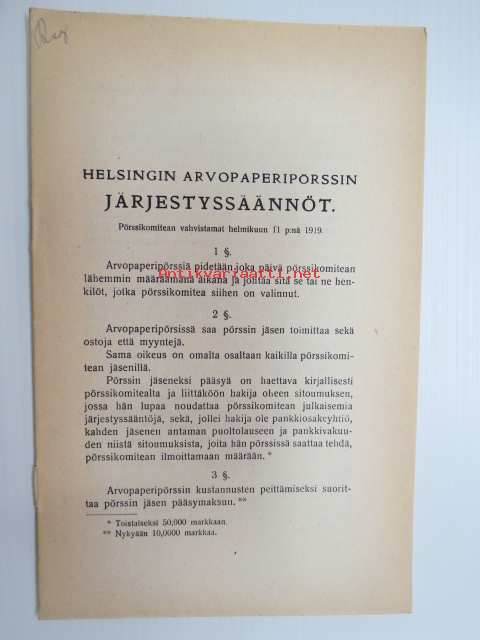 HELSINGIN ARVOPAPERIPÖRSSIN
JÄRJESTYSSÄÄNNÖT.
Pörssikomitean vahvistamat helmikuun 11 p:nä 1919.
1 §.
Arvopaperipörssiä pidetään joka päivä pörssikomitean
lähemmin määräämänä aikana ja johtaa sitä se tai ne hen-
kilöt, jotka pörssikomitea siihen on valinnut.
Antikvariaatti.net
2 §.
Arvopaperipörsissä saa pörssin jäsen toimittaa sekä
ostoja että myyntejä.
Sama oikeus on omalta osaltaan kaikilla pörssikomi-
tean jäsenillä.
Pörssin jäseneksi pääsyä on haettava kirjallisesti
pörssikomitealta ja liittäköön hakija oheen sitoumuksen,
jossa hän lupaa noudattaa pörssikomitean julkaisemia
järjestyssääntöjä, sekä, jollei hakija ole pankkiosakeyhtiö,
kahden jäsenen antaman puoltolauseen ja pankkivakuu-
den niistä sitoumuksista, joita hän pörssissä saattaa tehdä,
pörssikomitean ilmoittamaan määrään.*
3 §.
Arvopaperipörssin kustannusten peittämiseksi suorit-
taa pörssin jäsen pääsymaksun.**
* Toistaiseksi 50,000 markkaan.
** Nykyään 10,0000 markkaa.